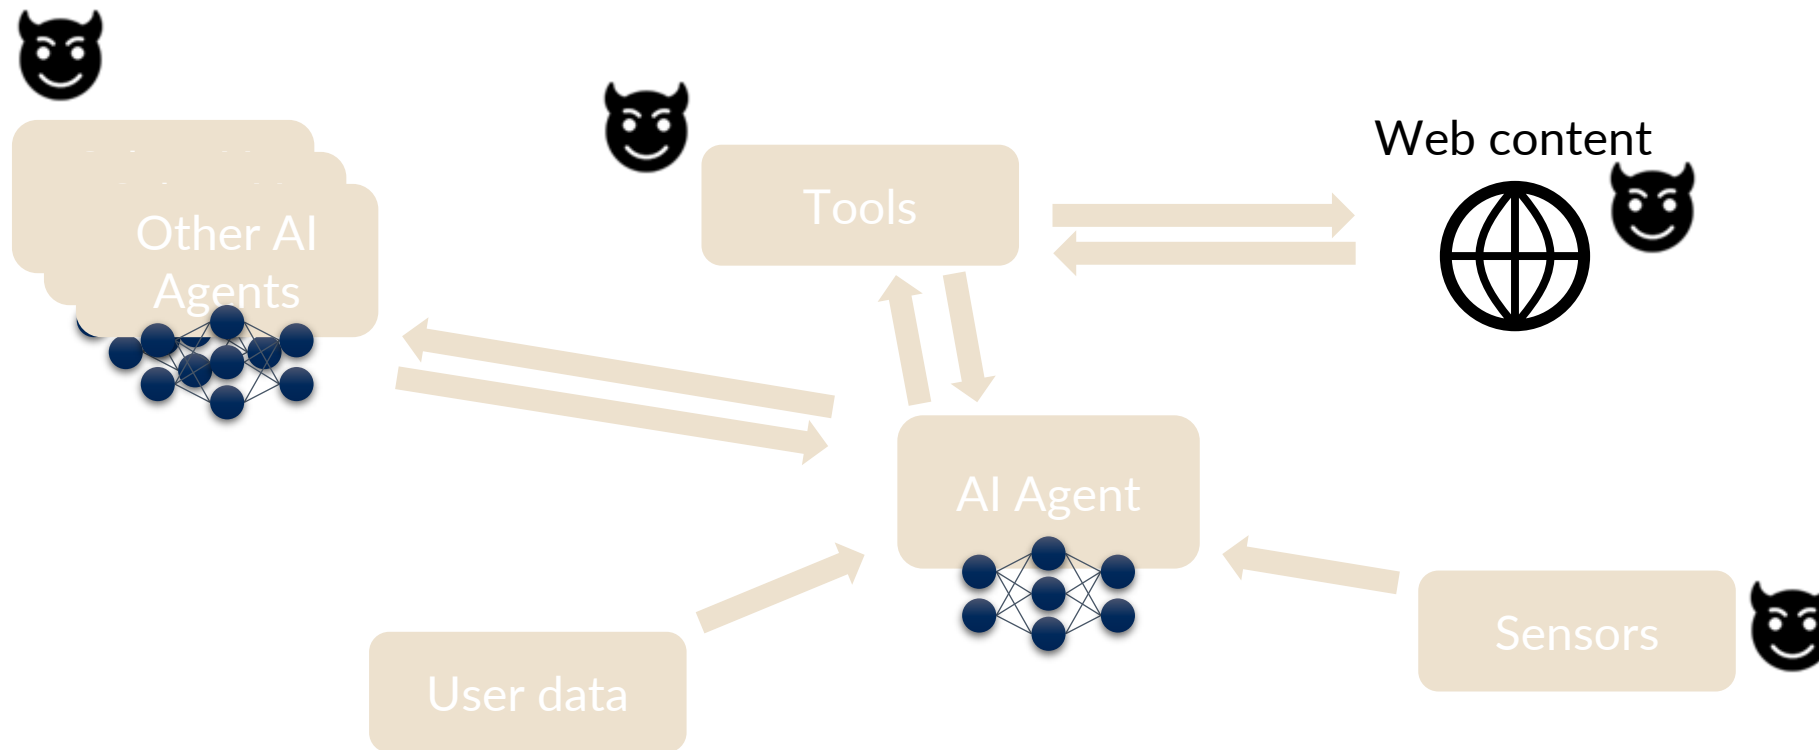 Web content
Tools
Other AI
Agents
AI Agent
Sensors
User data